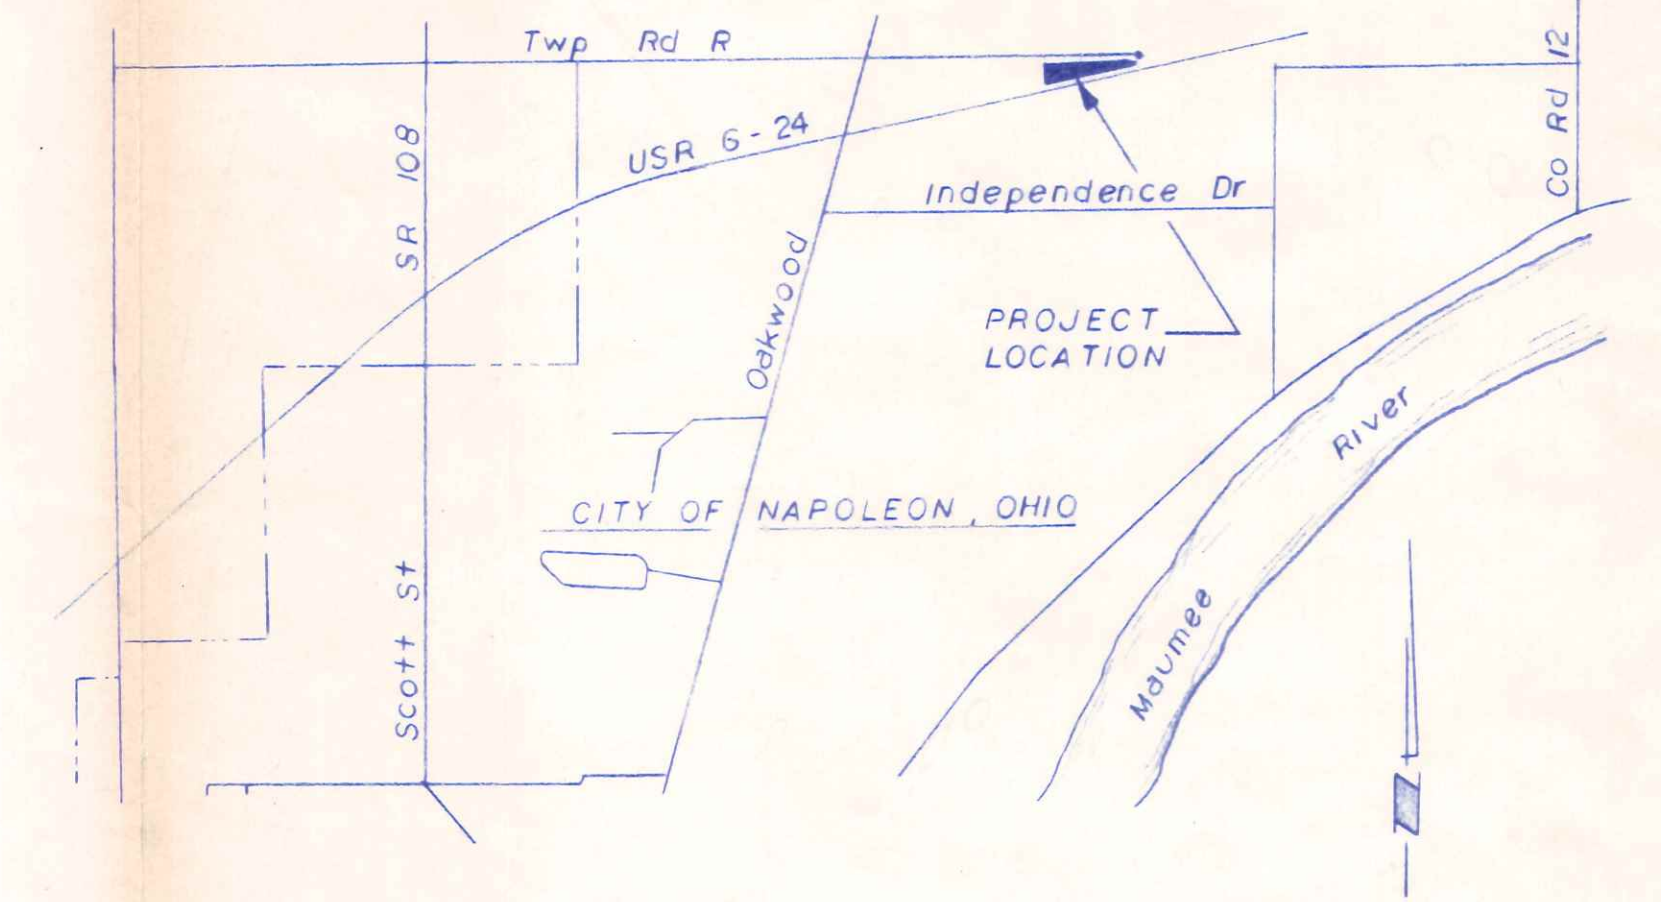 Twp Rd R
Co Rd 12
SR 108
USR 6-24
Independence Dr
Oakwood
PROJECT
LOCATION
River
CITY OF NAPOLEON, OHIO
Scott St
Maumee
N